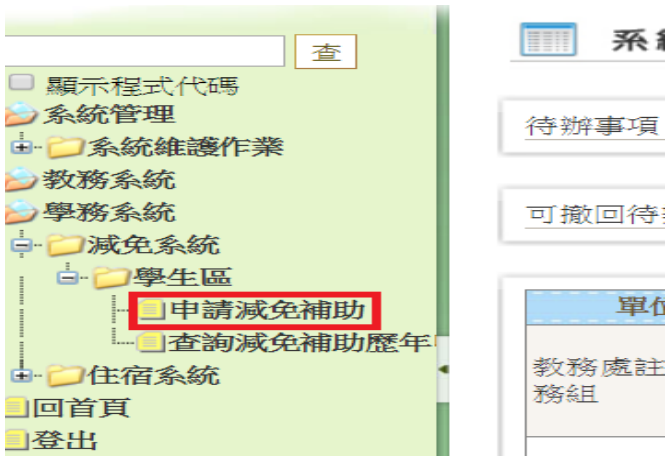 查
顯示程式代碼
系統管理
系統維護作業
教務系統
學務系統
減免系統
學生區
申請減免補助
查詢減免補助歷年
住宿系統
回首頁
登出
系
待辦事項
可撤回待
單位
教務處註
務組